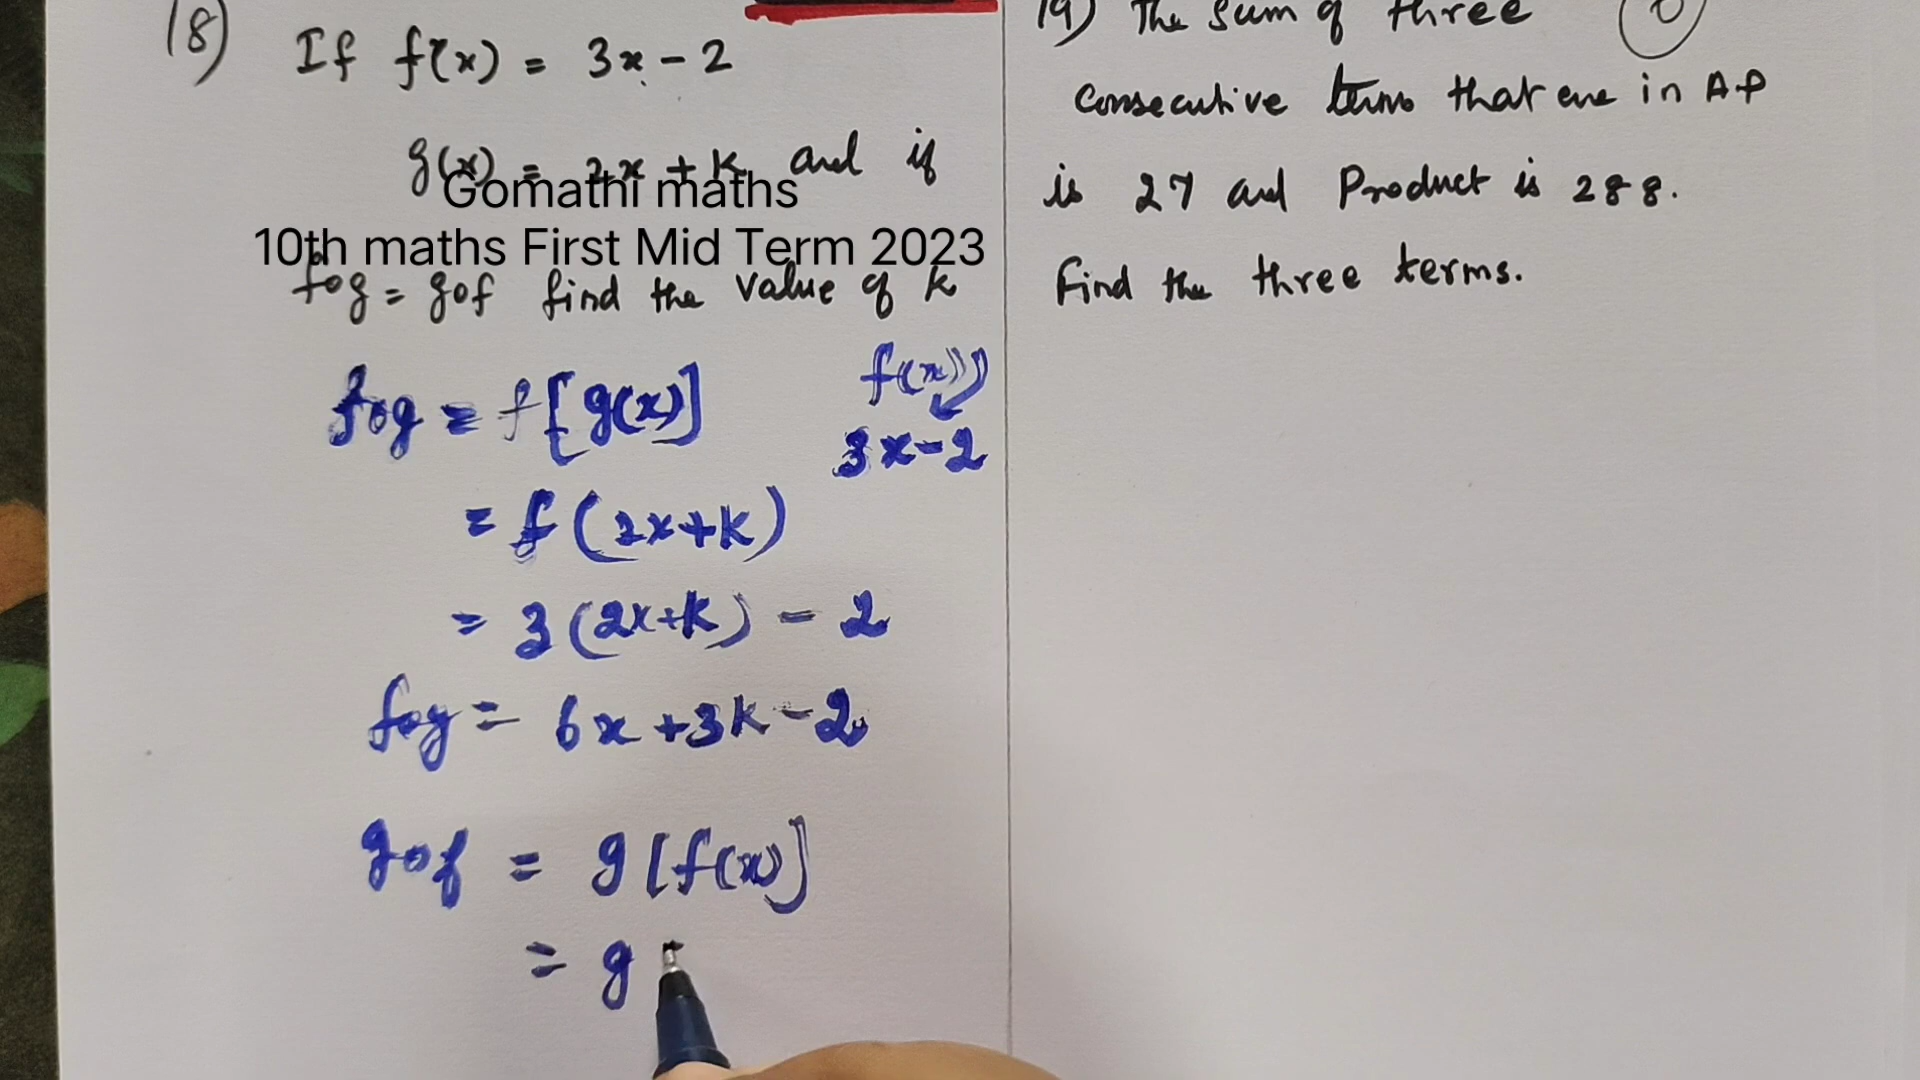 18) If f(x) = 3x - 2
g(x) = 2x + k and if
Gomathi maths
10th maths First Mid Term 2023
fog = gof find the value of k
fog = f[g(x)]
f(x)
3x-2
= f(2x+k)
= 3(2x+k) - 2
fog = 6x+3k-2
gof = g[f(x)]
= g
19) The sum of three
consecutive terms that are in A.P
is 27 and Product is 288.
Find the three terms.